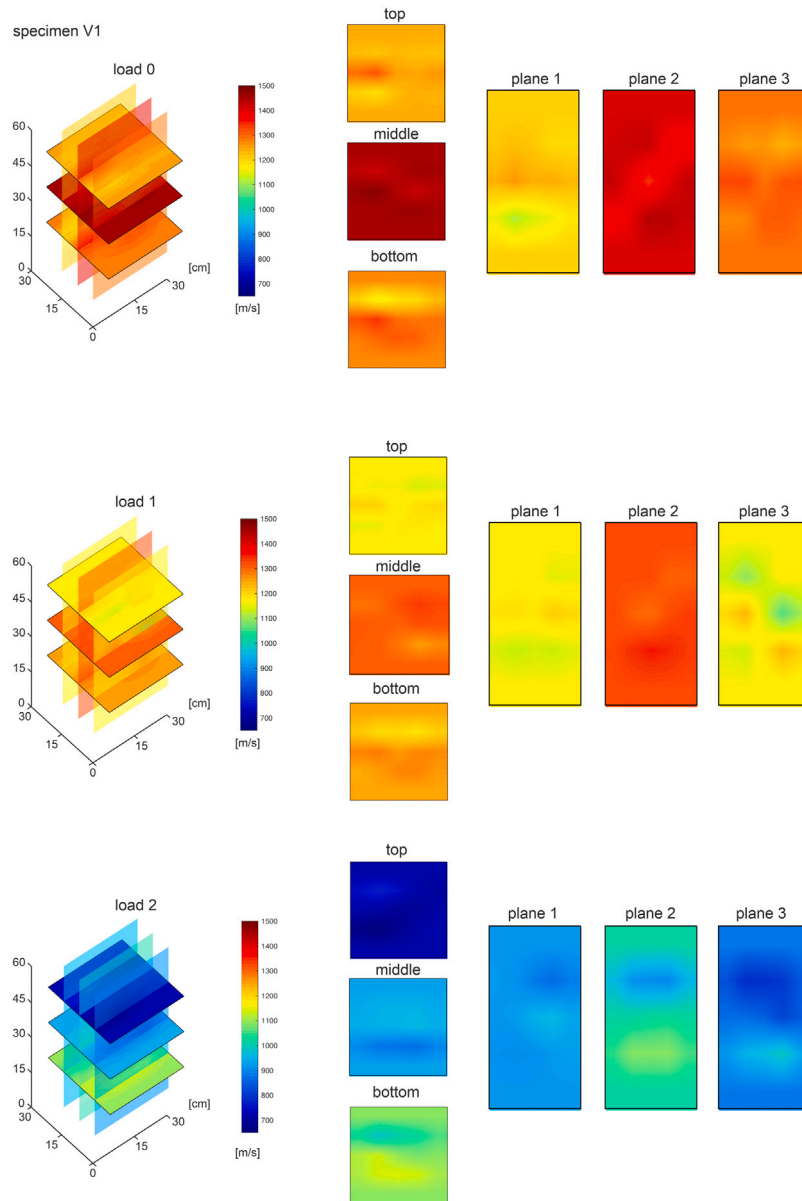 specimen V1
load 0
60
45
30
15
0
30
15
0
15
30
[cm]
1500
1400
1300
1200
1100
1000
900
800
700
[m/s]
top
middle
bottom
plane 1
plane 2
plane 3
load 1
60
45
30
15
0
30
15
0
15
30
[cm]
1500
1400
1300
1200
1100
1000
900
800
700
[m/s]
top
middle
bottom
plane 1
plane 2
plane 3
load 2
60
45
30
15
0
30
15
0
15
30
[cm]
1500
1400
1300
1200
1100
1000
900
800
700
[m/s]
top
middle
bottom
plane 1
plane 2
plane 3